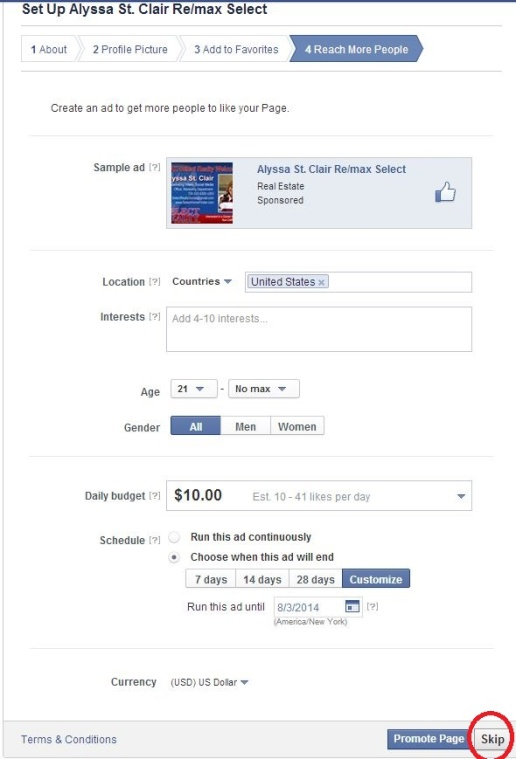 Set Up Alyssa St. Clair Re/max Select
1 About 2 Profile Picture 3 Add to Favorites 4 Reach More People
Create an ad to get more people to like your Page.
Sample ad [?]
yssa St. Clair
Alyssa St. Clair Re/max Select
Real Estate
Sponsored
Location [?] Countries United States ×
Interests [?] Add 4-10 interests...
Age 21 - No max
Gender All Men Women
Daily budget [?] $10.00 Est. 10 - 41 likes per day
Schedule [?] Run this ad continuously
Choose when this ad will end
7 days 14 days 28 days Customize
Run this ad until 8/3/2014 [?]
(America/New York)
Currency (USD) US Dollar
Terms & Conditions Promote Page Skip